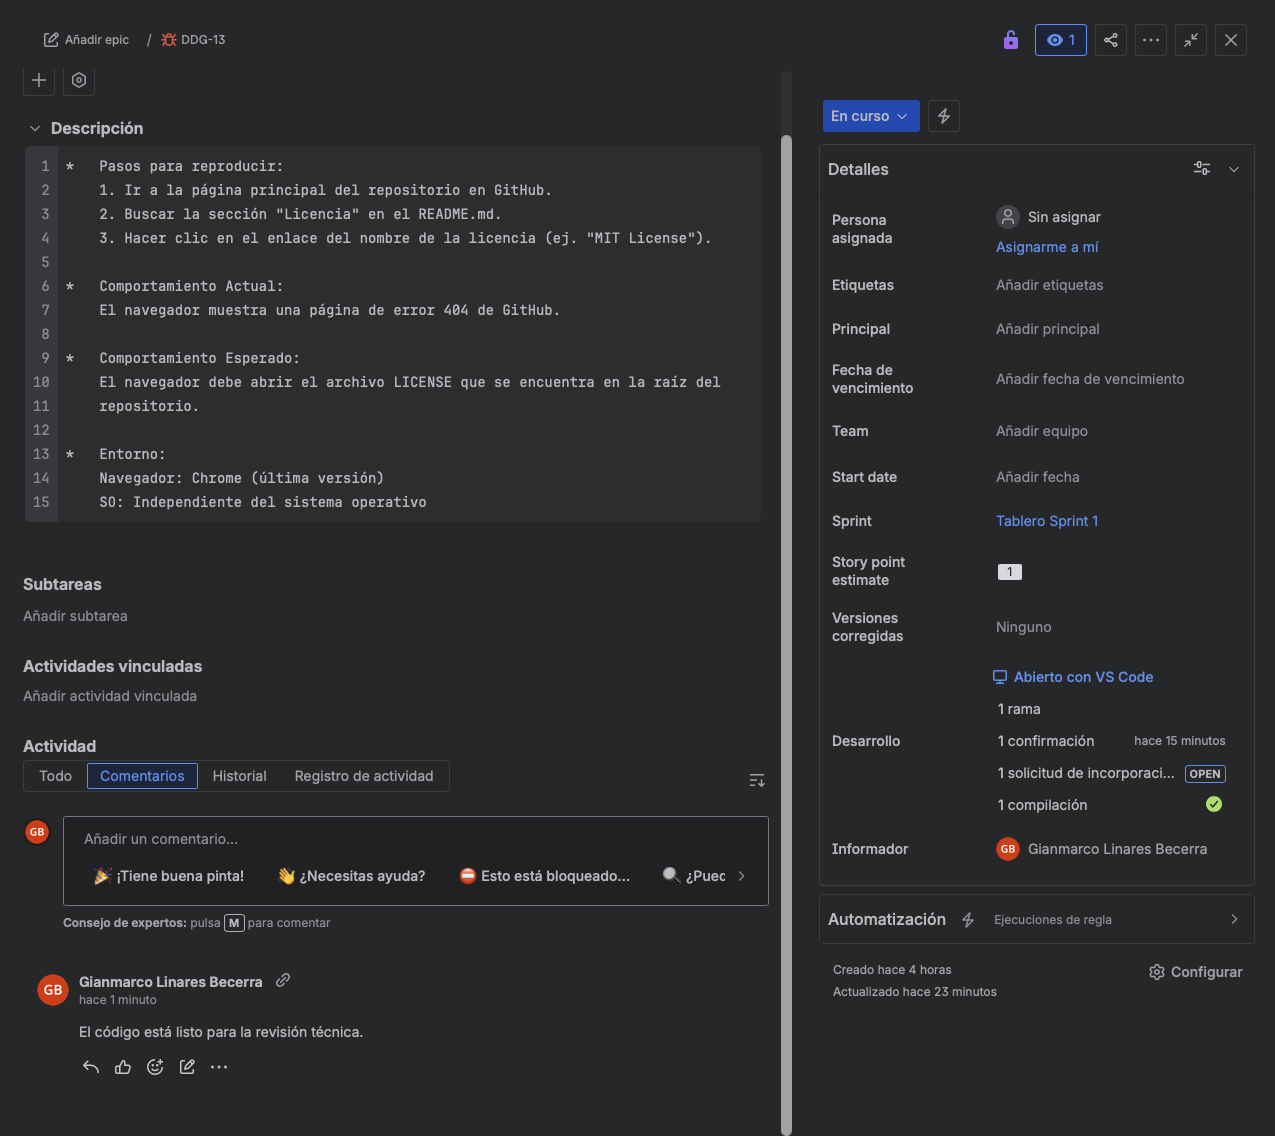 Añadir epic / DDG-13
1
Descripción
1 * Pasos para reproducir:
2 1. Ir a la página principal del repositorio en GitHub.
3 2. Buscar la sección "Licencia" en el README.md.
4 3. Hacer clic en el enlace del nombre de la licencia (ej. "MIT License").
5
6 * Comportamiento Actual:
7 El navegador muestra una página de error 404 de GitHub.
8
9 * Comportamiento Esperado:
10 El navegador debe abrir el archivo LICENSE que se encuentra en la raíz del
11 repositorio.
12
13 * Entorno:
14 Navegador: Chrome (última versión)
15 SO: Independiente del sistema operativo
Subtareas
Añadir subtarea
Actividades vinculadas
Añadir actividad vinculada
Actividad
Todo Comentarios Historial Registro de actividad
GB
Añadir un comentario...
¡Tiene buena pinta! ¿Necesitas ayuda? Esto está bloqueado... ¿Pued
Consejo de expertos: pulsa M para comentar
GB
Gianmarco Linares Becerra
hace 1 minuto
El código está listo para la revisión técnica.
En curso
Detalles
Persona asignada
Sin asignar
Asignarme a mí
Etiquetas
Añadir etiquetas
Principal
Añadir principal
Fecha de vencimiento
Añadir fecha de vencimiento
Team
Añadir equipo
Start date
Añadir fecha
Sprint
Tablero Sprint 1
Story point estimate
1
Versiones corregidas
Ninguno
Desarrollo
Abierto con VS Code
1 rama
1 confirmación hace 15 minutos
1 solicitud de incorporaci... OPEN
1 compilación
Informador
GB Gianmarco Linares Becerra
Automatización Ejecuciones de regla
Creado hace 4 horas
Actualizado hace 23 minutos
Configurar